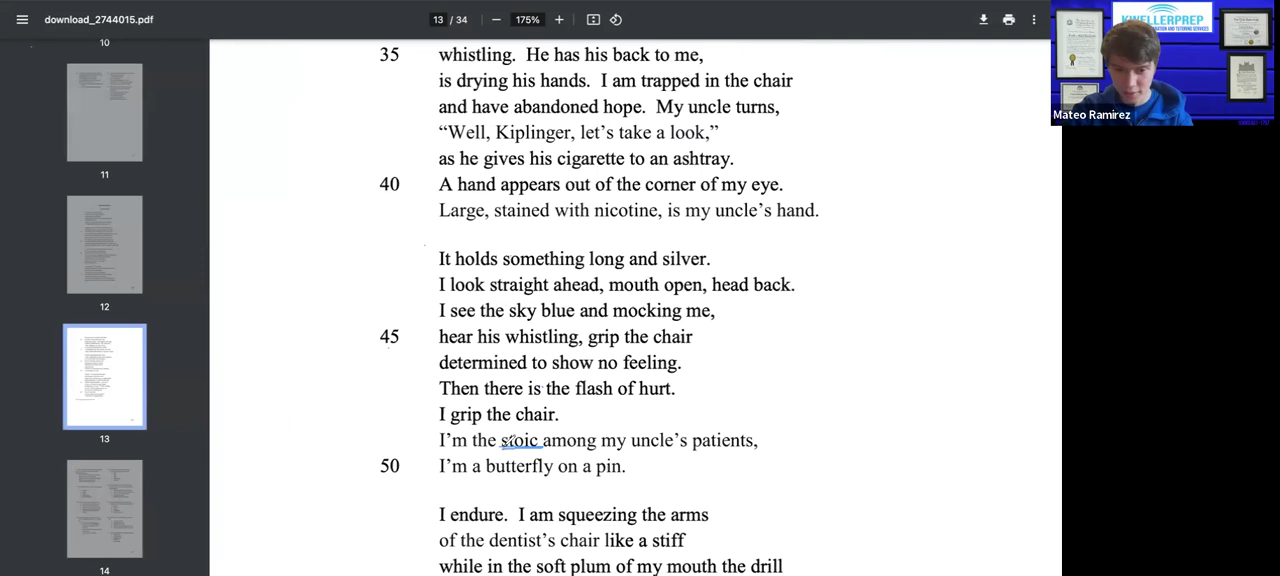 download_2744015.pdf
13 / 34
175%
KWELLERPREP
Mateo Ramirez
10
11
12
13
14
35 whistling. He has his back to me,
is drying his hands. I am trapped in the chair
and have abandoned hope. My uncle turns,
“Well, Kiplinger, let’s take a look,”
as he gives his cigarette to an ashtray.
40 A hand appears out of the corner of my eye.
Large, stained with nicotine, is my uncle’s hand.
It holds something long and silver.
I look straight ahead, mouth open, head back.
I see the sky blue and mocking me,
45 hear his whistling, grip the chair
determined to show no feeling.
Then there is the flash of hurt.
I grip the chair.
I’m the stoic among my uncle’s patients,
50 I’m a butterfly on a pin.
I endure. I am squeezing the arms
of the dentist’s chair like a stiff
while in the soft plum of my mouth the drill